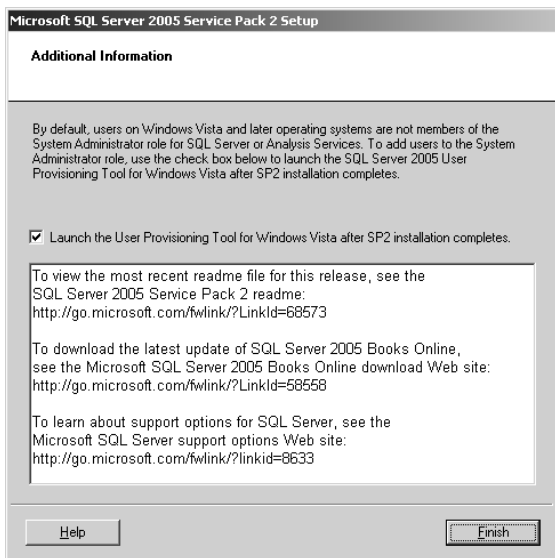 Microsoft SQL Server 2005 Service Pack 2 Setup
Additional Information
By default, users on Windows Vista and later operating systems are not members of the
System Administrator role for SQL Server or Analysis Services. To add users to the System
Administrator role, use the check box below to launch the SQL Server 2005 User
Provisioning Tool for Windows Vista after SP2 installation completes.
Launch the User Provisioning Tool for Windows Vista after SP2 installation completes.
To view the most recent readme file for this release, see the
SQL Server 2005 Service Pack 2 readme:
http://go.microsoft.com/fwlink/?LinkId=68573
To download the latest update of SQL Server 2005 Books Online,
see the Microsoft SQL Server 2005 Books Online download Web site:
http://go.microsoft.com/fwlink/?LinkId=58558
To learn about support options for SQL Server, see the
Microsoft SQL Server support options Web site:
http://go.microsoft.com/fwlink/?linkid=8633
Help
Finish